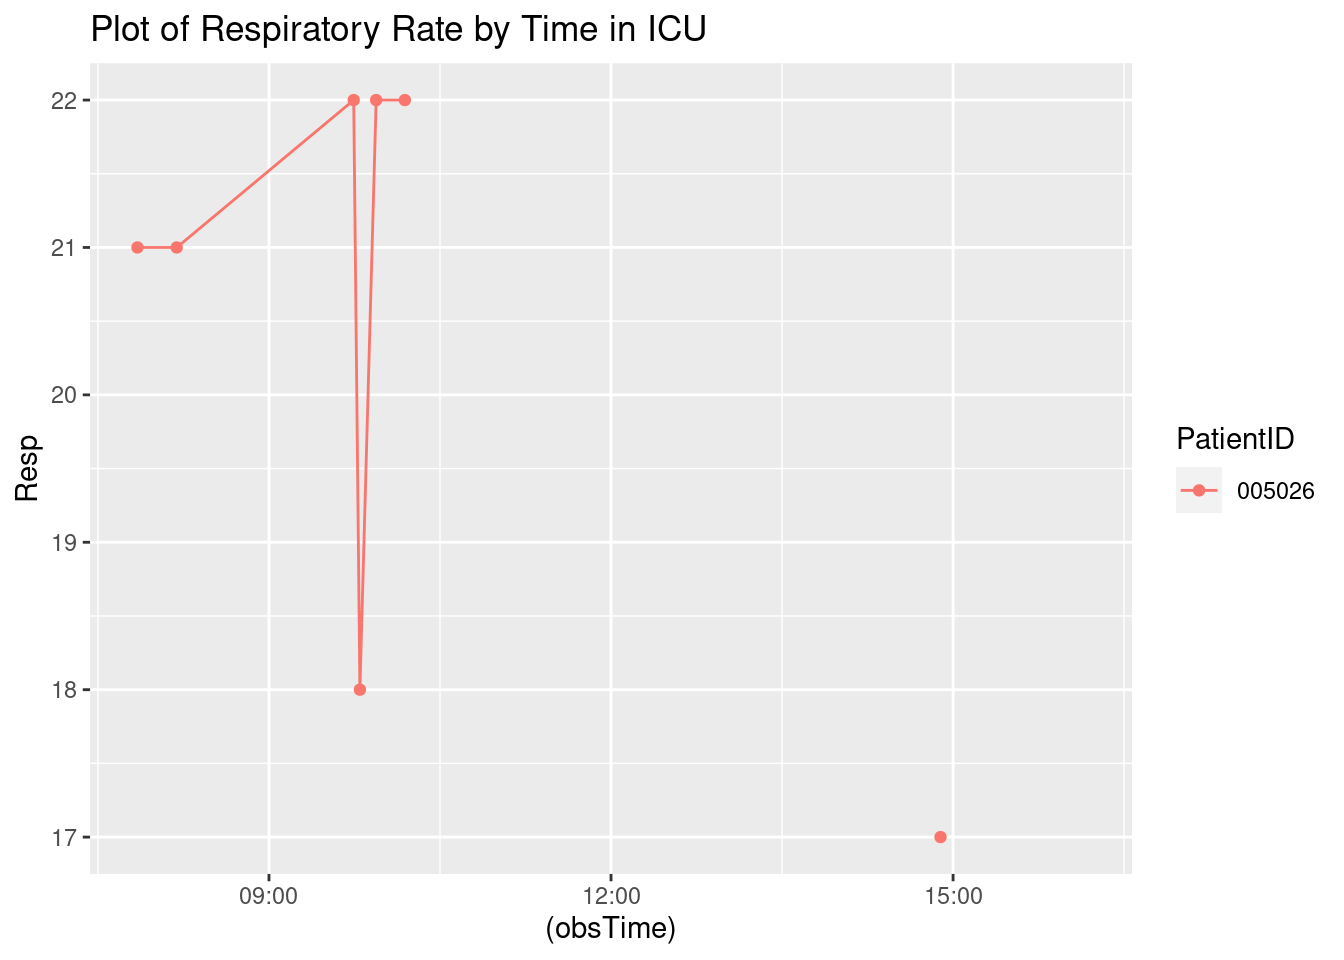 Plot of Respiratory Rate by Time in ICU
22
21
20
19
18
17
Resp
09:00 12:00 15:00
(obsTime)
PatientID
005026